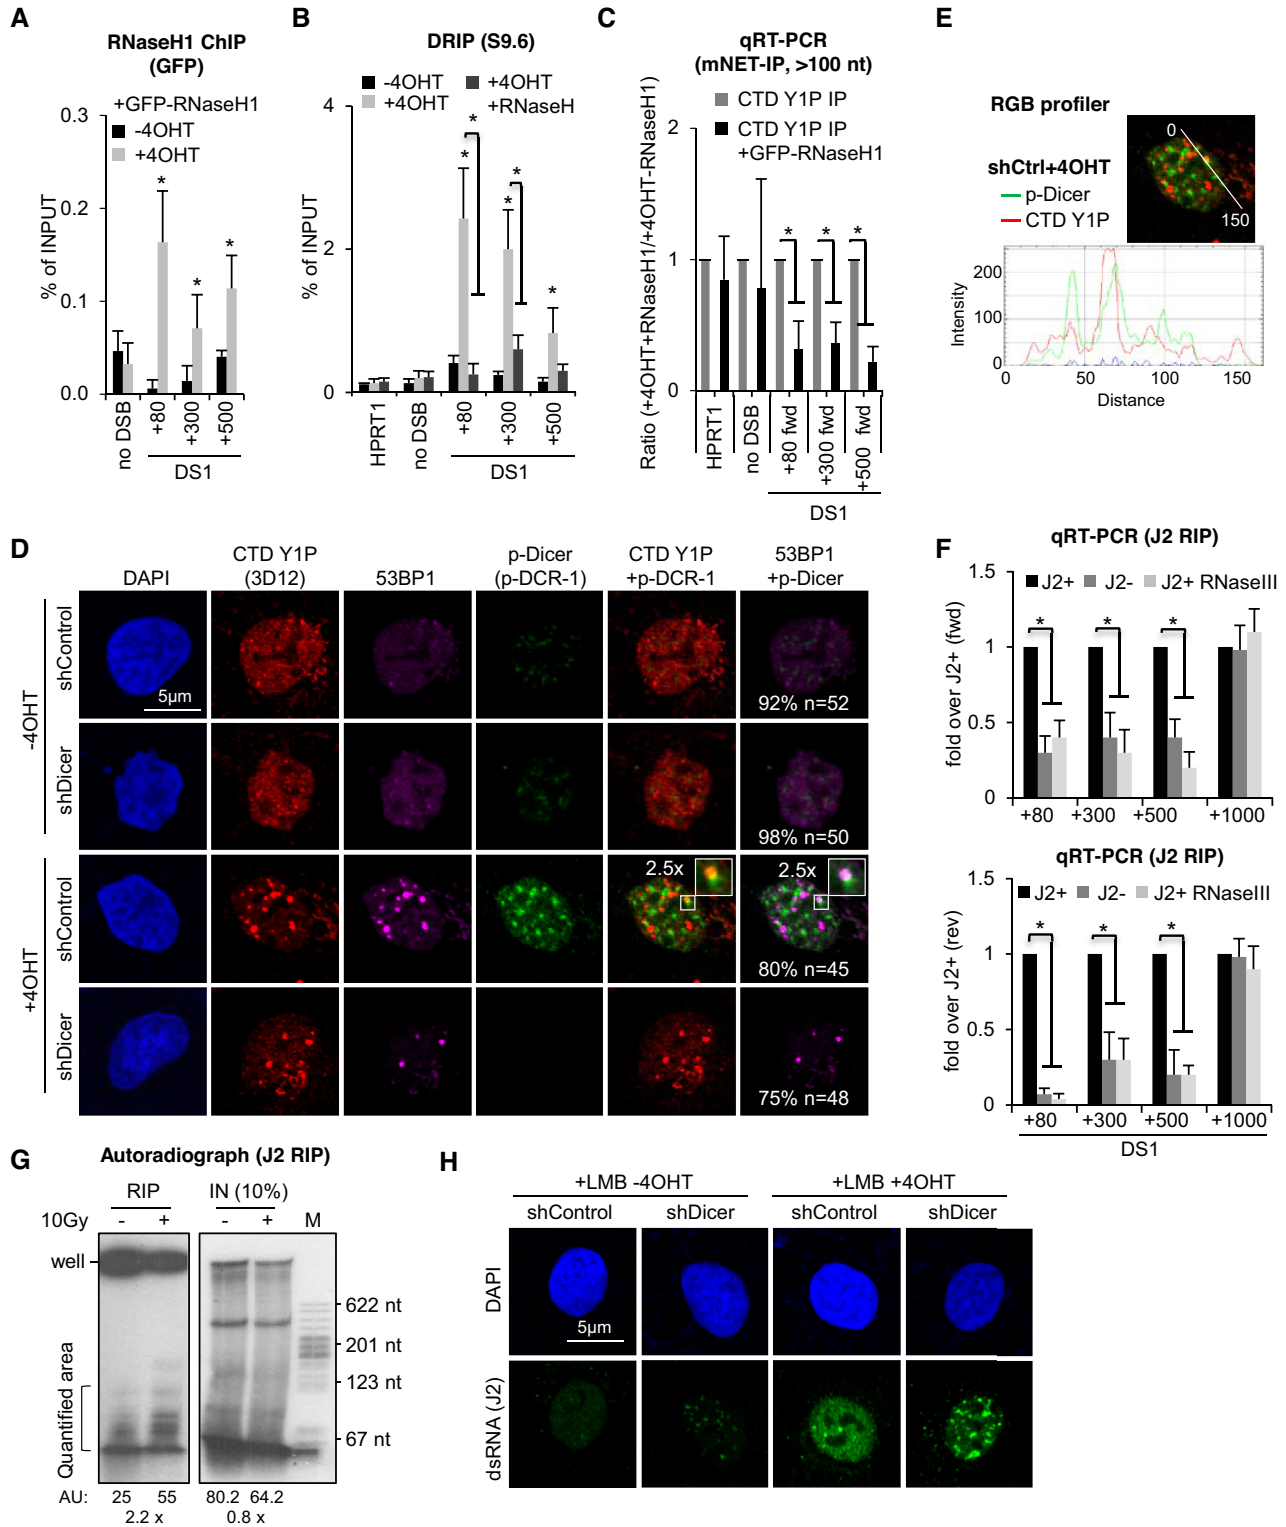 A
RNaseH1 ChIP
(GFP)
+GFP-RNaseH1
-4OHT
+4OHT
% of INPUT
0.3
0.2
0.1
0.0
*
*
*
no DSB
+80
+300
+500
DS1
B
DRIP (S9.6)
-4OHT
+4OHT
+4OHT
+RNaseH
% of INPUT
4
2
0
*
*
*
*
*
HPRT1
no DSB
+80
+300
+500
DS1
C
qRT-PCR
(mNET-IP, >100 nt)
CTD Y1P IP
CTD Y1P IP
+GFP-RNaseH1
Ratio (+4OHT+RNaseH1/+4OHT-RNaseH1)
2
1
0
*
*
*
HPRT1
no DSB
+80 fwd
+300 fwd
+500 fwd
DS1
E
RGB profiler
shCtrl+4OHT
p-Dicer
CTD Y1P
0
150
Intensity
200
100
0
0
50
100
150
Distance
D
DAPI
CTD Y1P
(3D12)
53BP1
p-Dicer
(p-DCR-1)
CTD Y1P
+p-DCR-1
53BP1
+p-Dicer
-4OHT
shControl
5µm
92% n=52
shDicer
98% n=50
+4OHT
shControl
2.5x
2.5x
80% n=45
shDicer
75% n=48
F
qRT-PCR (J2 RIP)
J2+
J2-
J2+ RNaseIII
fold over J2+ (fwd)
1.5
1
0.5
0
*
*
*
+80
+300
+500
+1000
qRT-PCR (J2 RIP)
J2+
J2-
J2+ RNaseIII
fold over J2+ (rev)
1.5
1
0.5
0
*
*
*
+80
+300
+500
+1000
DS1
G
Autoradiograph (J2 RIP)
RIP
IN (10%)
10Gy
-
+
-
+
M
well
622 nt
201 nt
123 nt
67 nt
Quantified area
AU:
25
55
80.2
64.2
2.2 x
0.8 x
H
+LMB -4OHT
+LMB +4OHT
shControl
shDicer
shControl
shDicer
DAPI
5µm
dsRNA (J2)